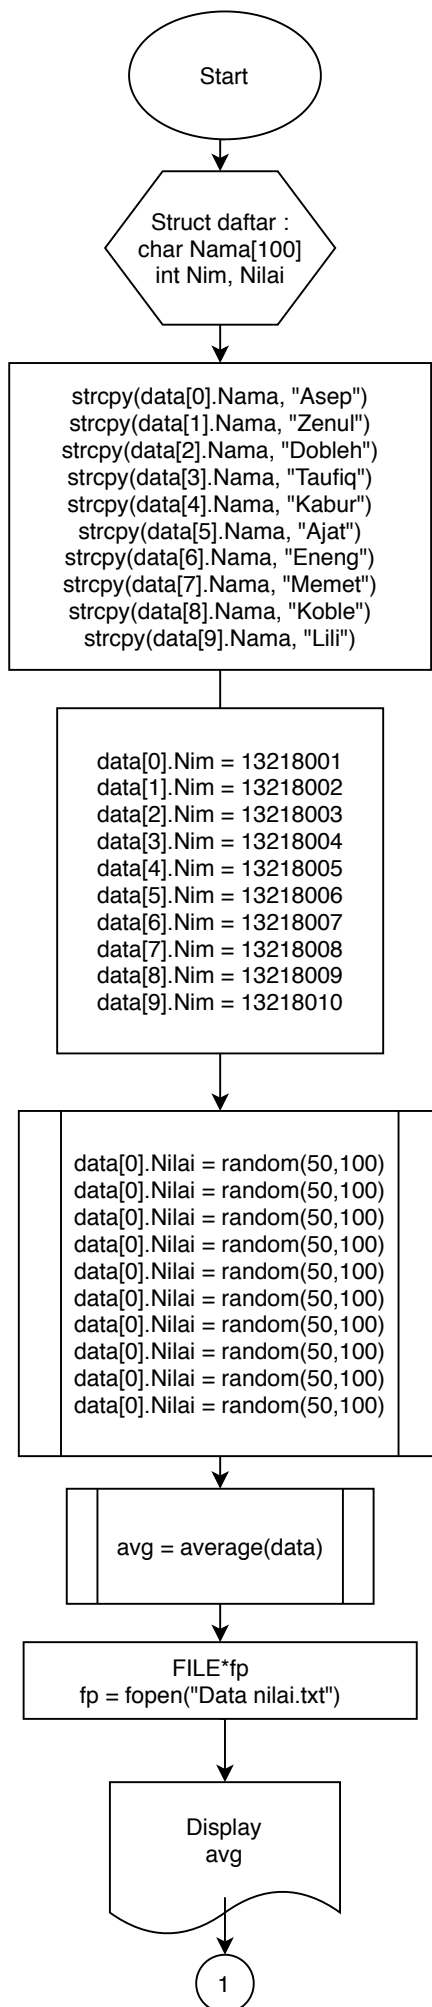 Start
Struct daftar :
char Nama[100]
int Nim, Nilai
strcpy(data[0].Nama, "Asep")
strcpy(data[1].Nama, "Zenul")
strcpy(data[2].Nama, "Dobleh")
strcpy(data[3].Nama, "Taufiq")
strcpy(data[4].Nama, "Kabur")
strcpy(data[5].Nama, "Ajat")
strcpy(data[6].Nama, "Eneng")
strcpy(data[7].Nama, "Memet")
strcpy(data[8].Nama, "Koble")
strcpy(data[9].Nama, "Lili")
data[0].Nim = 13218001
data[1].Nim = 13218002
data[2].Nim = 13218003
data[3].Nim = 13218004
data[4].Nim = 13218005
data[5].Nim = 13218006
data[6].Nim = 13218007
data[7].Nim = 13218008
data[8].Nim = 13218009
data[9].Nim = 13218010
data[0].Nilai = random(50,100)
data[0].Nilai = random(50,100)
data[0].Nilai = random(50,100)
data[0].Nilai = random(50,100)
data[0].Nilai = random(50,100)
data[0].Nilai = random(50,100)
data[0].Nilai = random(50,100)
data[0].Nilai = random(50,100)
data[0].Nilai = random(50,100)
data[0].Nilai = random(50,100)
avg = average(data)
FILE*fp
fp = fopen("Data nilai.txt")
Display
avg
1